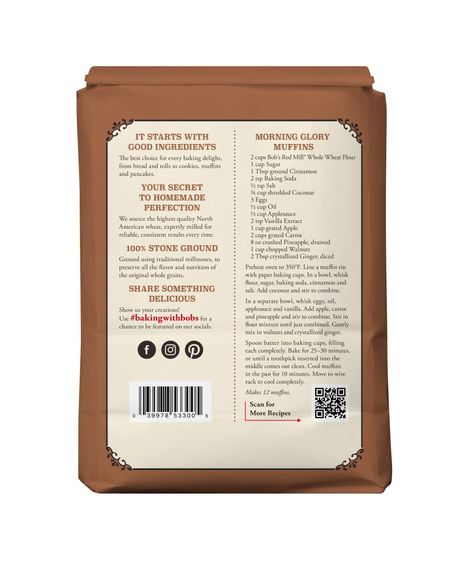 IT STARTS WITH
GOOD INGREDIENTS
The best choice for every baking delight,
from bread and rolls to cookies, muffins
and pancakes.
YOUR SECRET
TO HOMEMADE
PERFECTION
We source the highest quality North
American wheat, expertly milled for
reliable, consistent results every time.
100% STONE GROUND
Ground using traditional millstones, to
preserve all the flavor and nutrition of
the original whole grains.
SHARE SOMETHING
DELICIOUS
Show us your creations!
Use #bakingwithbobs for a
chance to be featured on our socials.
0 39978 53300 5
MORNING GLORY
MUFFINS
2 cups Bob's Red Mill® Whole Wheat Flour
1 cup Sugar
1 Tbsp ground Cinnamon
2 tsp Baking Soda
½ tsp Salt
¾ cup shredded Coconut
3 Eggs
½ cup Oil
½ cup Applesauce
2 tsp Vanilla Extract
1 cup grated Apple
2 cups grated Carrot
8 oz crushed Pineapple, drained
1 cup chopped Walnuts
2 Tbsp crystallized Ginger, diced
Preheat oven to 350°F. Line a muffin tin
with paper baking cups. In a bowl, whisk
flour, sugar, baking soda, cinnamon and
salt. Add coconut and stir to combine.
In a separate bowl, whisk eggs, oil,
applesauce and vanilla. Add apple, carrot
and pineapple and stir to combine. Stir in
flour mixture until just combined. Gently
mix in walnuts and crystallized ginger.
Spoon batter into baking cups, filling
each completely. Bake for 25–30 minutes,
or until a toothpick inserted into the
middle comes out clean. Cool muffins
in the pan for 10 minutes. Move to wire
rack to cool completely.
Makes 12 muffins.
Scan for
More Recipes